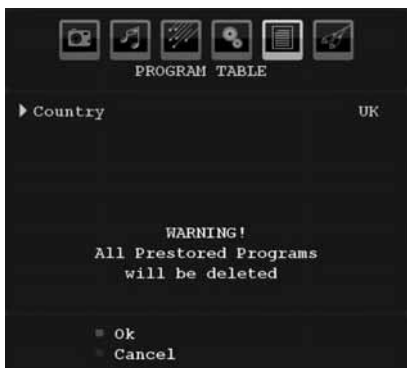 PROGRAM TABLE
Country UK
WARNING!
All Prestored Programs
will be deleted
Ok
Cancel